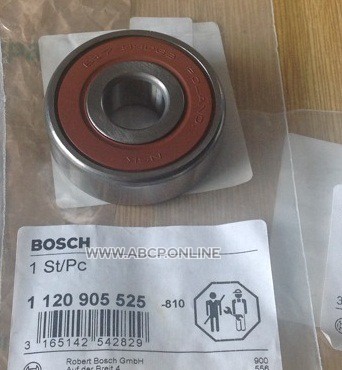 BOSCH
WWW.ABCP.ONLINE
1 St/Pc
1 120 905 525 -810
3 165142 542829
Robert Bosch GmbH 900
Auf der Breit 4 556
3